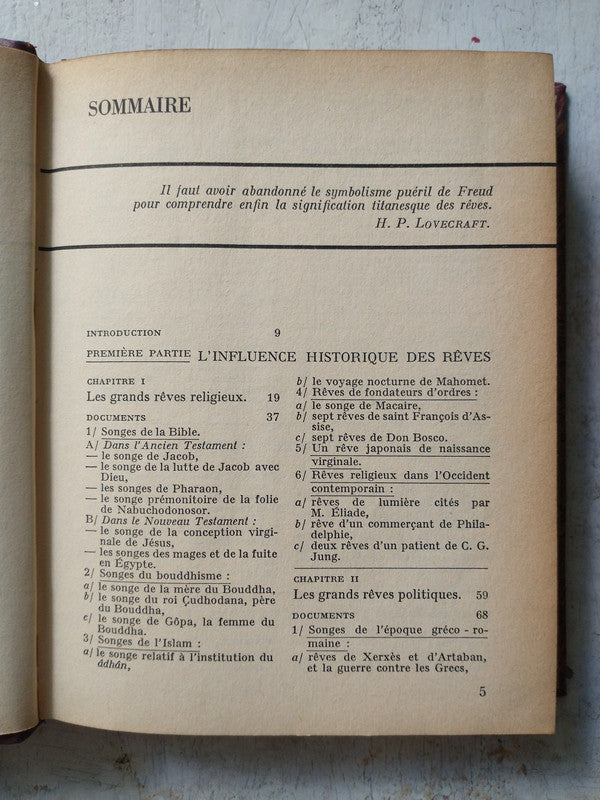 SOMMAIRE
Il faut avoir abandonné le symbolisme puéril de Freud
pour comprendre enfin la signification titanesque des rêves.
H. P. LOVECRAFT.
INTRODUCTION 9
PREMIÈRE PARTIE L'INFLUENCE HISTORIQUE DES RÊVES
CHAPITRE I
Les grands rêves religieux. 19
DOCUMENTS 37
1/ Songes de la Bible.
A/ Dans l'Ancien Testament :
— le songe de Jacob,
— le songe de la lutte de Jacob avec
Dieu,
— les songes de Pharaon,
— le songe prémonitoire de la folie
de Nabuchodonosor.
B/ Dans le Nouveau Testament :
— le songe de la conception virgi-
nale de Jésus,
— les songes des mages et de la fuite
en Égypte.
2/ Songes du bouddhisme :
a/ le songe de la mère du Bouddha,
b/ le songe du roi Çudhodana, père
du Bouddha,
c/ le songe de Gôpa, la femme du
Bouddha.
3/ Songes de l'Islam :
a/ le songe relatif à l'institution du
âdhân,
b/ le voyage nocturne de Mahomet.
4/ Rêves de fondateurs d'ordres :
a/ le songe de Macaire,
b/ sept rêves de saint François d'As-
sise,
c/ sept rêves de Don Bosco.
5/ Un rêve japonais de naissance
virginale.
6/ Rêves religieux dans l'Occident
contemporain :
a/ rêves de lumière cités par
M. Éliade,
b/ rêve d'un commerçant de Phila-
delphie,
c/ deux rêves d'un patient de C. G.
Jung.
CHAPITRE II
Les grands rêves politiques. 59
DOCUMENTS 68
1/ Songes de l'époque gréco-ro-
maine :
a/ rêves de Xerxès et d'Artaban,
et la guerre contre les Grecs,
5